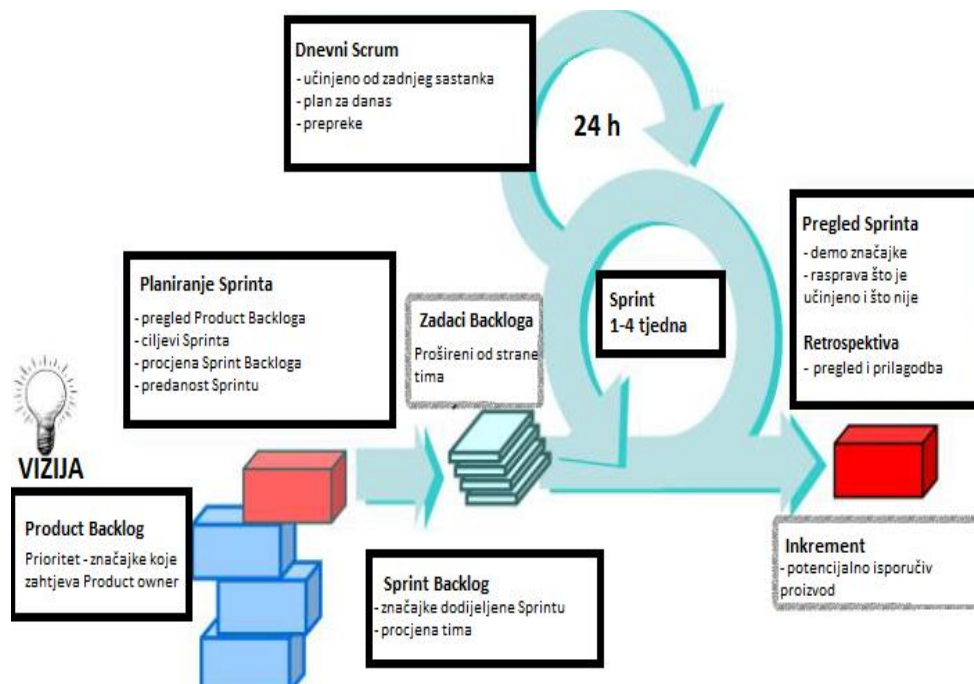 Dnevni Scrum
- učinjeno od zadnjeg sastanka
- plan za danas
- prepreke
24 h
Planiranje Sprinta
- pregled Product Backloga
- ciljevi Sprinta
- procjena Sprint Backloga
- predanost Sprintu
Zadaci Backloga
Prošireni od strane
tima
Sprint
1-4 tjedna
Pregled Sprinta
- demo značajke
- rasprava što je
učinjeno i što nije
Retrospektiva
- pregled i prilagodba
VIZIJA
Product Backlog
Prioritet - značajke koje
zahtjeva Product owner
Sprint Backlog
- značajke dodijeljene Sprintu
- procjena tima
Inkrement
- potencijalno isporučiv
proizvod